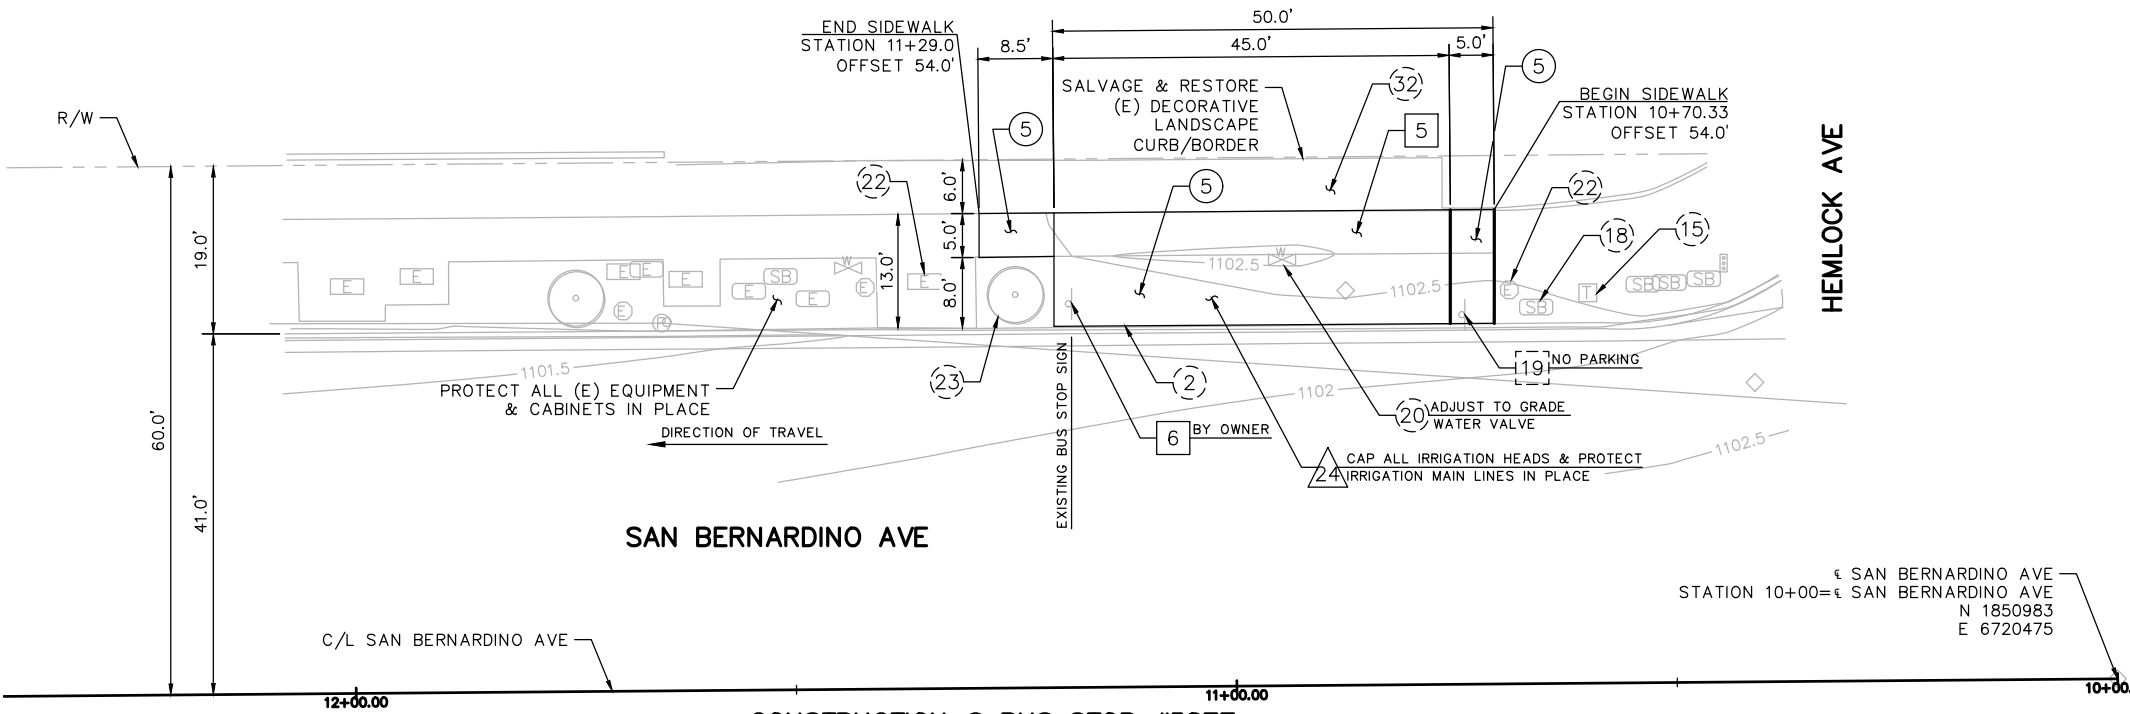 50.0'
END SIDEWALK
STATION 11+29.0
OFFSET 54.0'
8.5'
45.0'
5.0'
5
SALVAGE & RESTORE
(E) DECORATIVE
LANDSCAPE
CURB/BORDER
32
BEGIN SIDEWALK
STATION 10+70.33
OFFSET 54.0'
R/W
5
5
HEMLOCK AVE
22
6.0'
5
22
19.0'
5.0'
13.0'
8.0'
18
15
W
W
1102.5
1102.5
E
E
E
E
E
SB
E
E
E
E
E
E
SB
T
SB
SB
SB
P
EXISTING BUS STOP SIGN
19
NO PARKING
1101.5
PROTECT ALL (E) EQUIPMENT
& CABINETS IN PLACE
23
2
1102
20
ADJUST TO GRADE
WATER VALVE
60.0'
DIRECTION OF TRAVEL
6
BY OWNER
1102.5
24
CAP ALL IRRIGATION HEADS & PROTECT
IRRIGATION MAIN LINES IN PLACE
41.0'
SAN BERNARDINO AVE
℄ SAN BERNARDINO AVE
STATION 10+00=℄ SAN BERNARDINO AVE
N 1850983
E 6720475
C/L SAN BERNARDINO AVE
12+00.00
11+00.00
10+00.